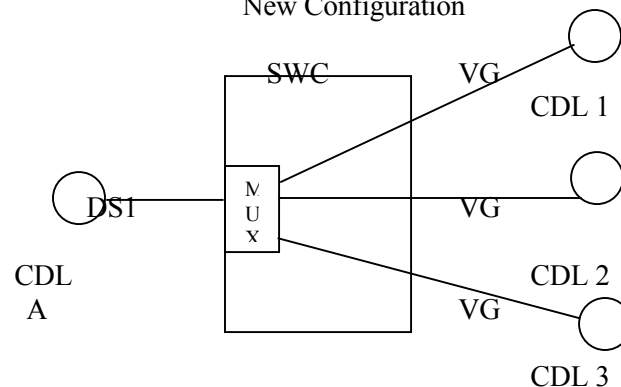 New Configuration
SWC
VG
CDL 1
DS1
M
U
X
VG
CDL
A
CDL 2
VG
CDL 3